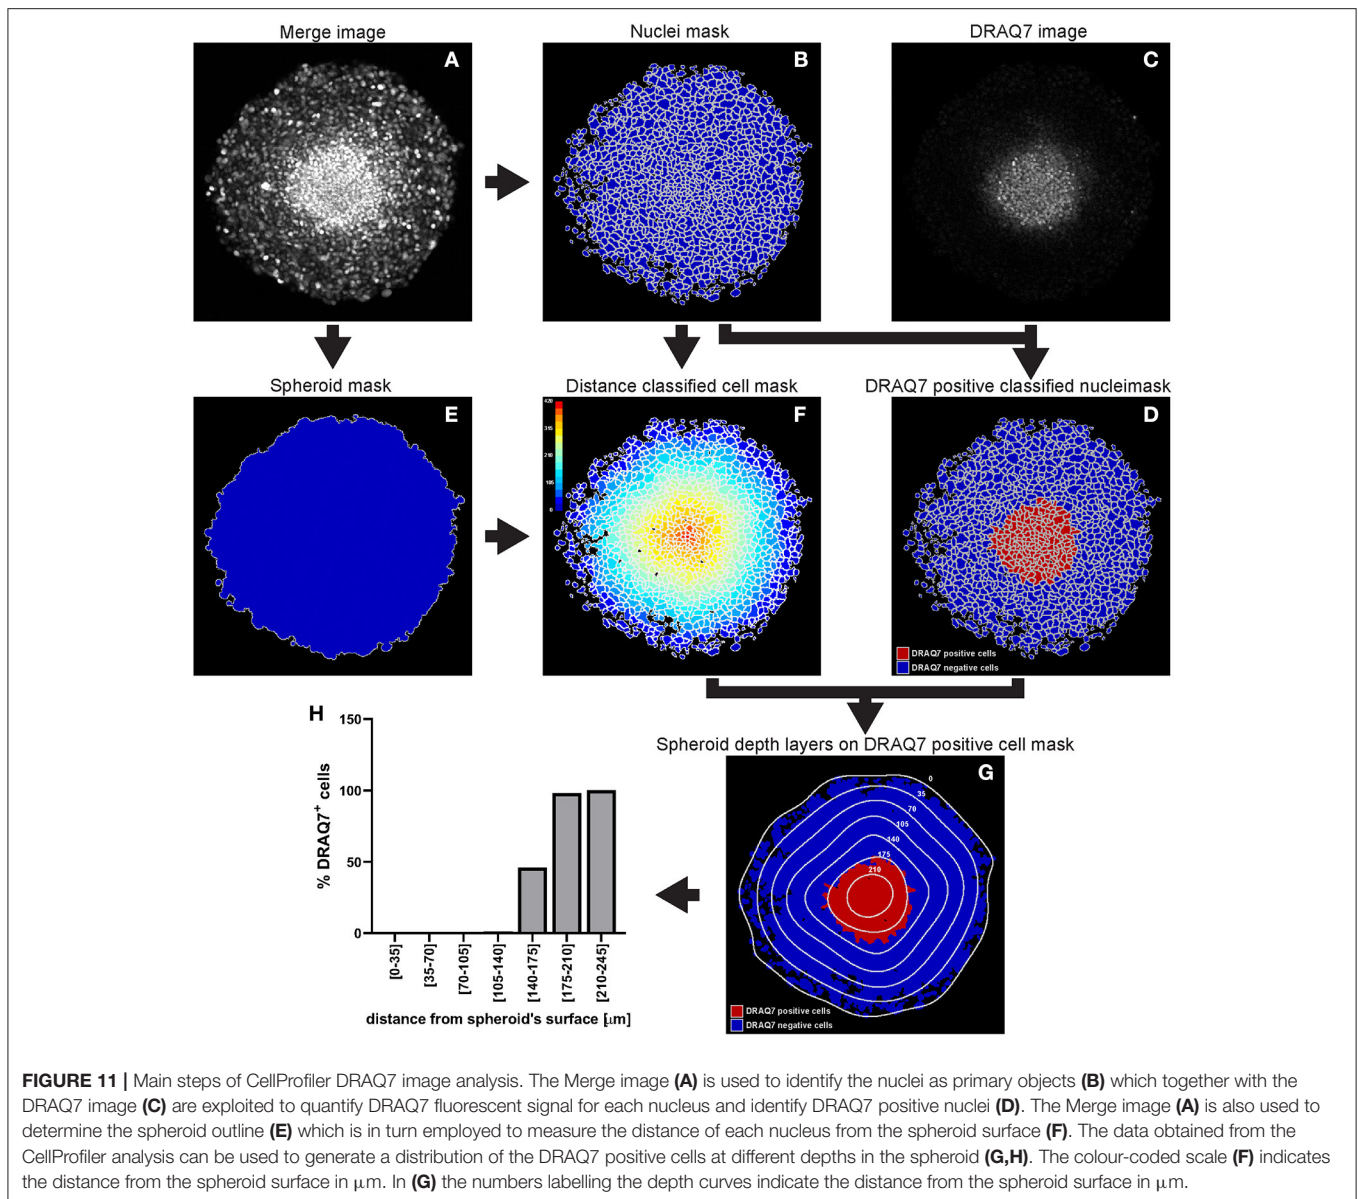 Merge image
Nuclei mask
DRAQ7 image
A
B
C
Spheroid mask
Distance classified cell mask
DRAQ7 positive classified nucleimask
E
F
D
420
315
210
105
0
DRAQ7 positive cells
DRAQ7 negative cells
H
150
100
50
0
% DRAQ7+ cells
[0-35]
[35-70]
[70-105]
[105-140]
[140-175]
[175-210]
[210-245]
distance from spheroid's surface [μm]
Spheroid depth layers on DRAQ7 positive cell mask
G
0
35
70
105
140
175
210
DRAQ7 positive cells
DRAQ7 negative cells
FIGURE 11 | Main steps of CellProfiler DRAQ7 image analysis. The Merge image (A) is used to identify the nuclei as primary objects (B) which together with the
DRAQ7 image (C) are exploited to quantify DRAQ7 fluorescent signal for each nucleus and identify DRAQ7 positive nuclei (D). The Merge image (A) is also used to
determine the spheroid outline (E) which is in turn employed to measure the distance of each nucleus from the spheroid surface (F). The data obtained from the
CellProfiler analysis can be used to generate a distribution of the DRAQ7 positive cells at different depths in the spheroid (G,H). The colour-coded scale (F) indicates
the distance from the spheroid surface in μm. In (G) the numbers labelling the depth curves indicate the distance from the spheroid surface in μm.